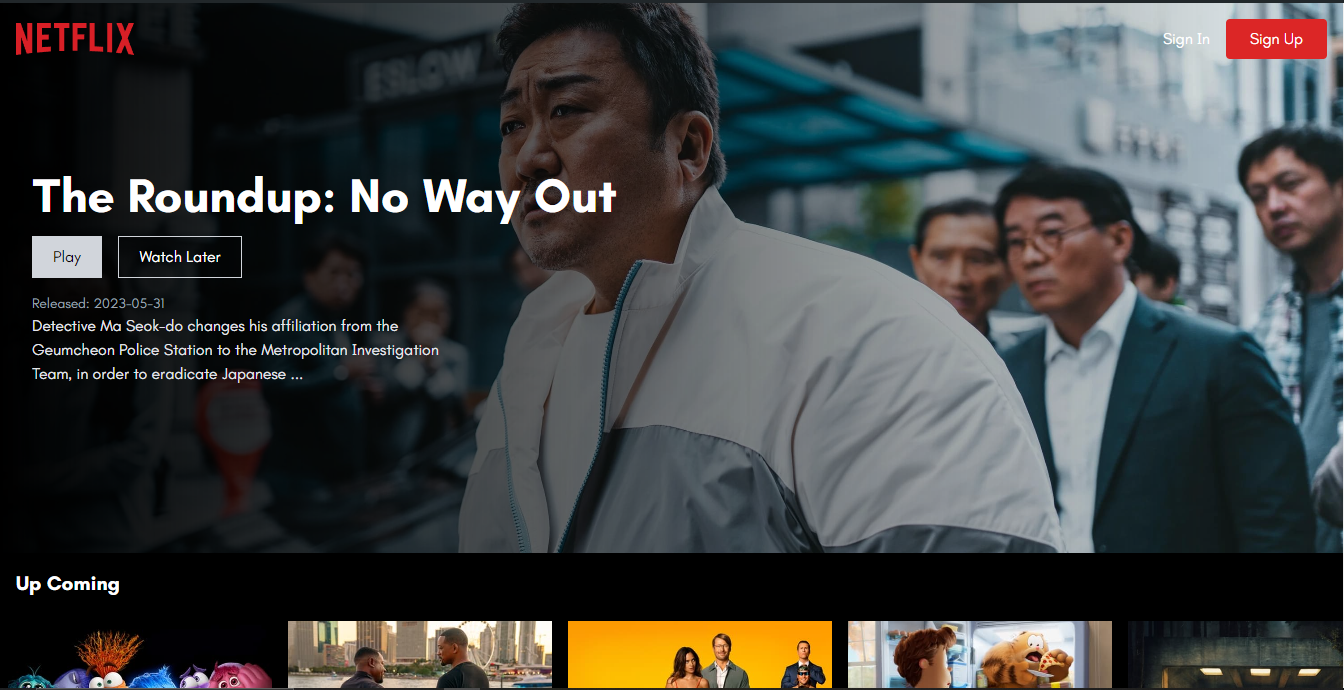 NETFLIX
Sign In
Sign Up
ESLOW
The Roundup: No Way Out
Play
Watch Later
Released: 2023-05-31
Detective Ma Seok-do changes his affiliation from the
Geumcheon Police Station to the Metropolitan Investigation
Team, in order to eradicate Japanese ...
Up Coming